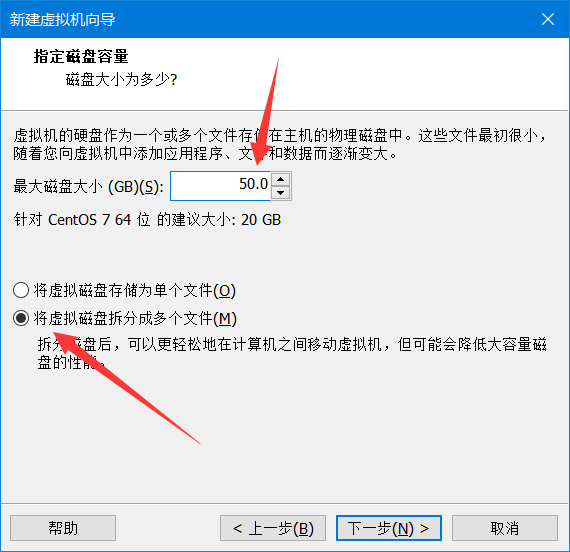 新建虚拟机向导
指定磁盘容量
磁盘大小为多少?
虚拟机的硬盘作为一个或多个文件存储在主机的物理磁盘中。这些文件最初很小，
随着您向虚拟机中添加应用程序、文件和数据而逐渐变大。
最大磁盘大小 (GB)(S): 50.0
针对 CentOS 7 64 位 的建议大小: 20 GB
将虚拟磁盘存储为单个文件(O)
将虚拟磁盘拆分成多个文件(M)
拆分磁盘后，可以更轻松地在计算机之间移动虚拟机，但可能会降低大容量磁
盘的性能。
帮助 < 上一步(B) 下一步(N) > 取消